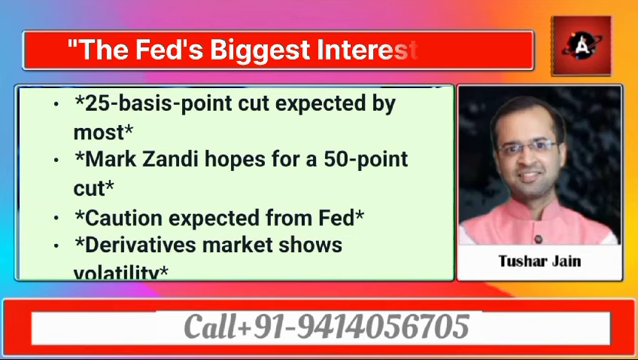 "The Fed's Biggest Interest
• *25-basis-point cut expected by
most*
• *Mark Zandi hopes for a 50-point
cut*
• *Caution expected from Fed*
• *Derivatives market shows
volatility*
A
Tushar Jain
Call+91-9414056705